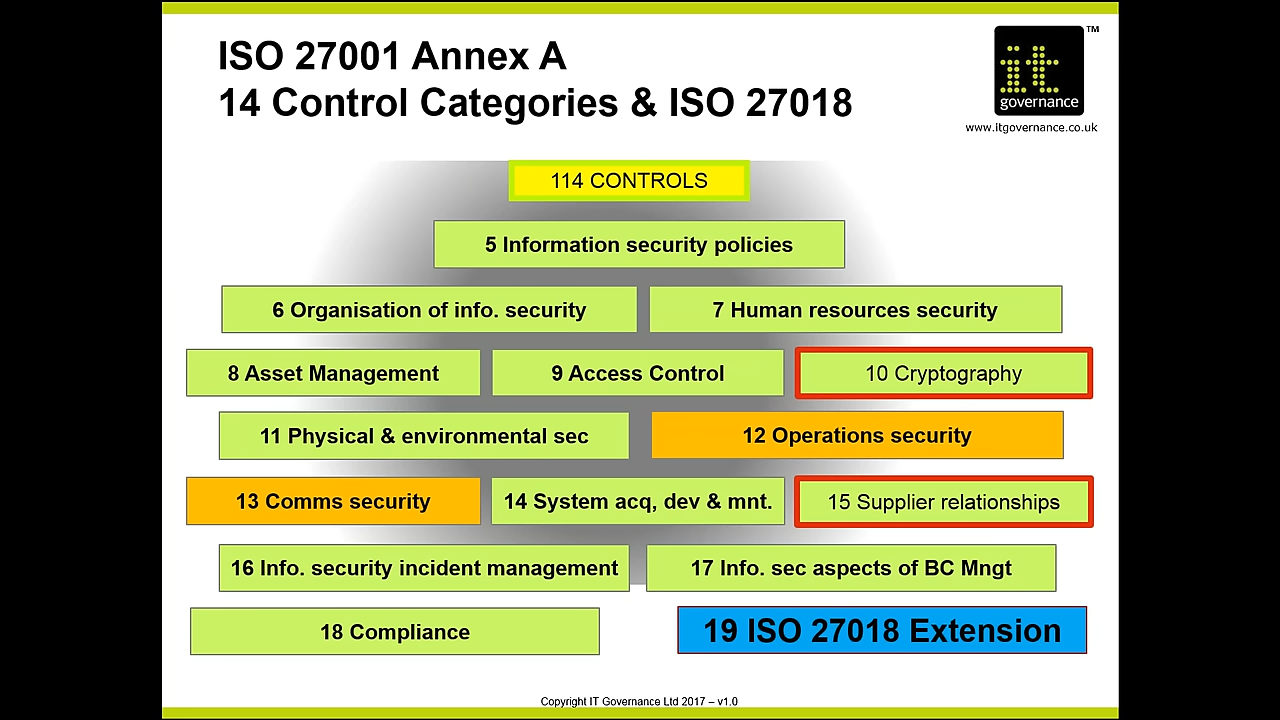 ISO 27001 Annex A
14 Control Categories & ISO 27018
it
governance
TM
www.itgovernance.co.uk
114 CONTROLS
5 Information security policies
6 Organisation of info. security
7 Human resources security
8 Asset Management
9 Access Control
10 Cryptography
11 Physical & environmental sec
12 Operations security
13 Comms security
14 System acq, dev & mnt.
15 Supplier relationships
16 Info. security incident management
17 Info. sec aspects of BC Mngt
18 Compliance
19 ISO 27018 Extension
Copyright IT Governance Ltd 2017 – v1.0